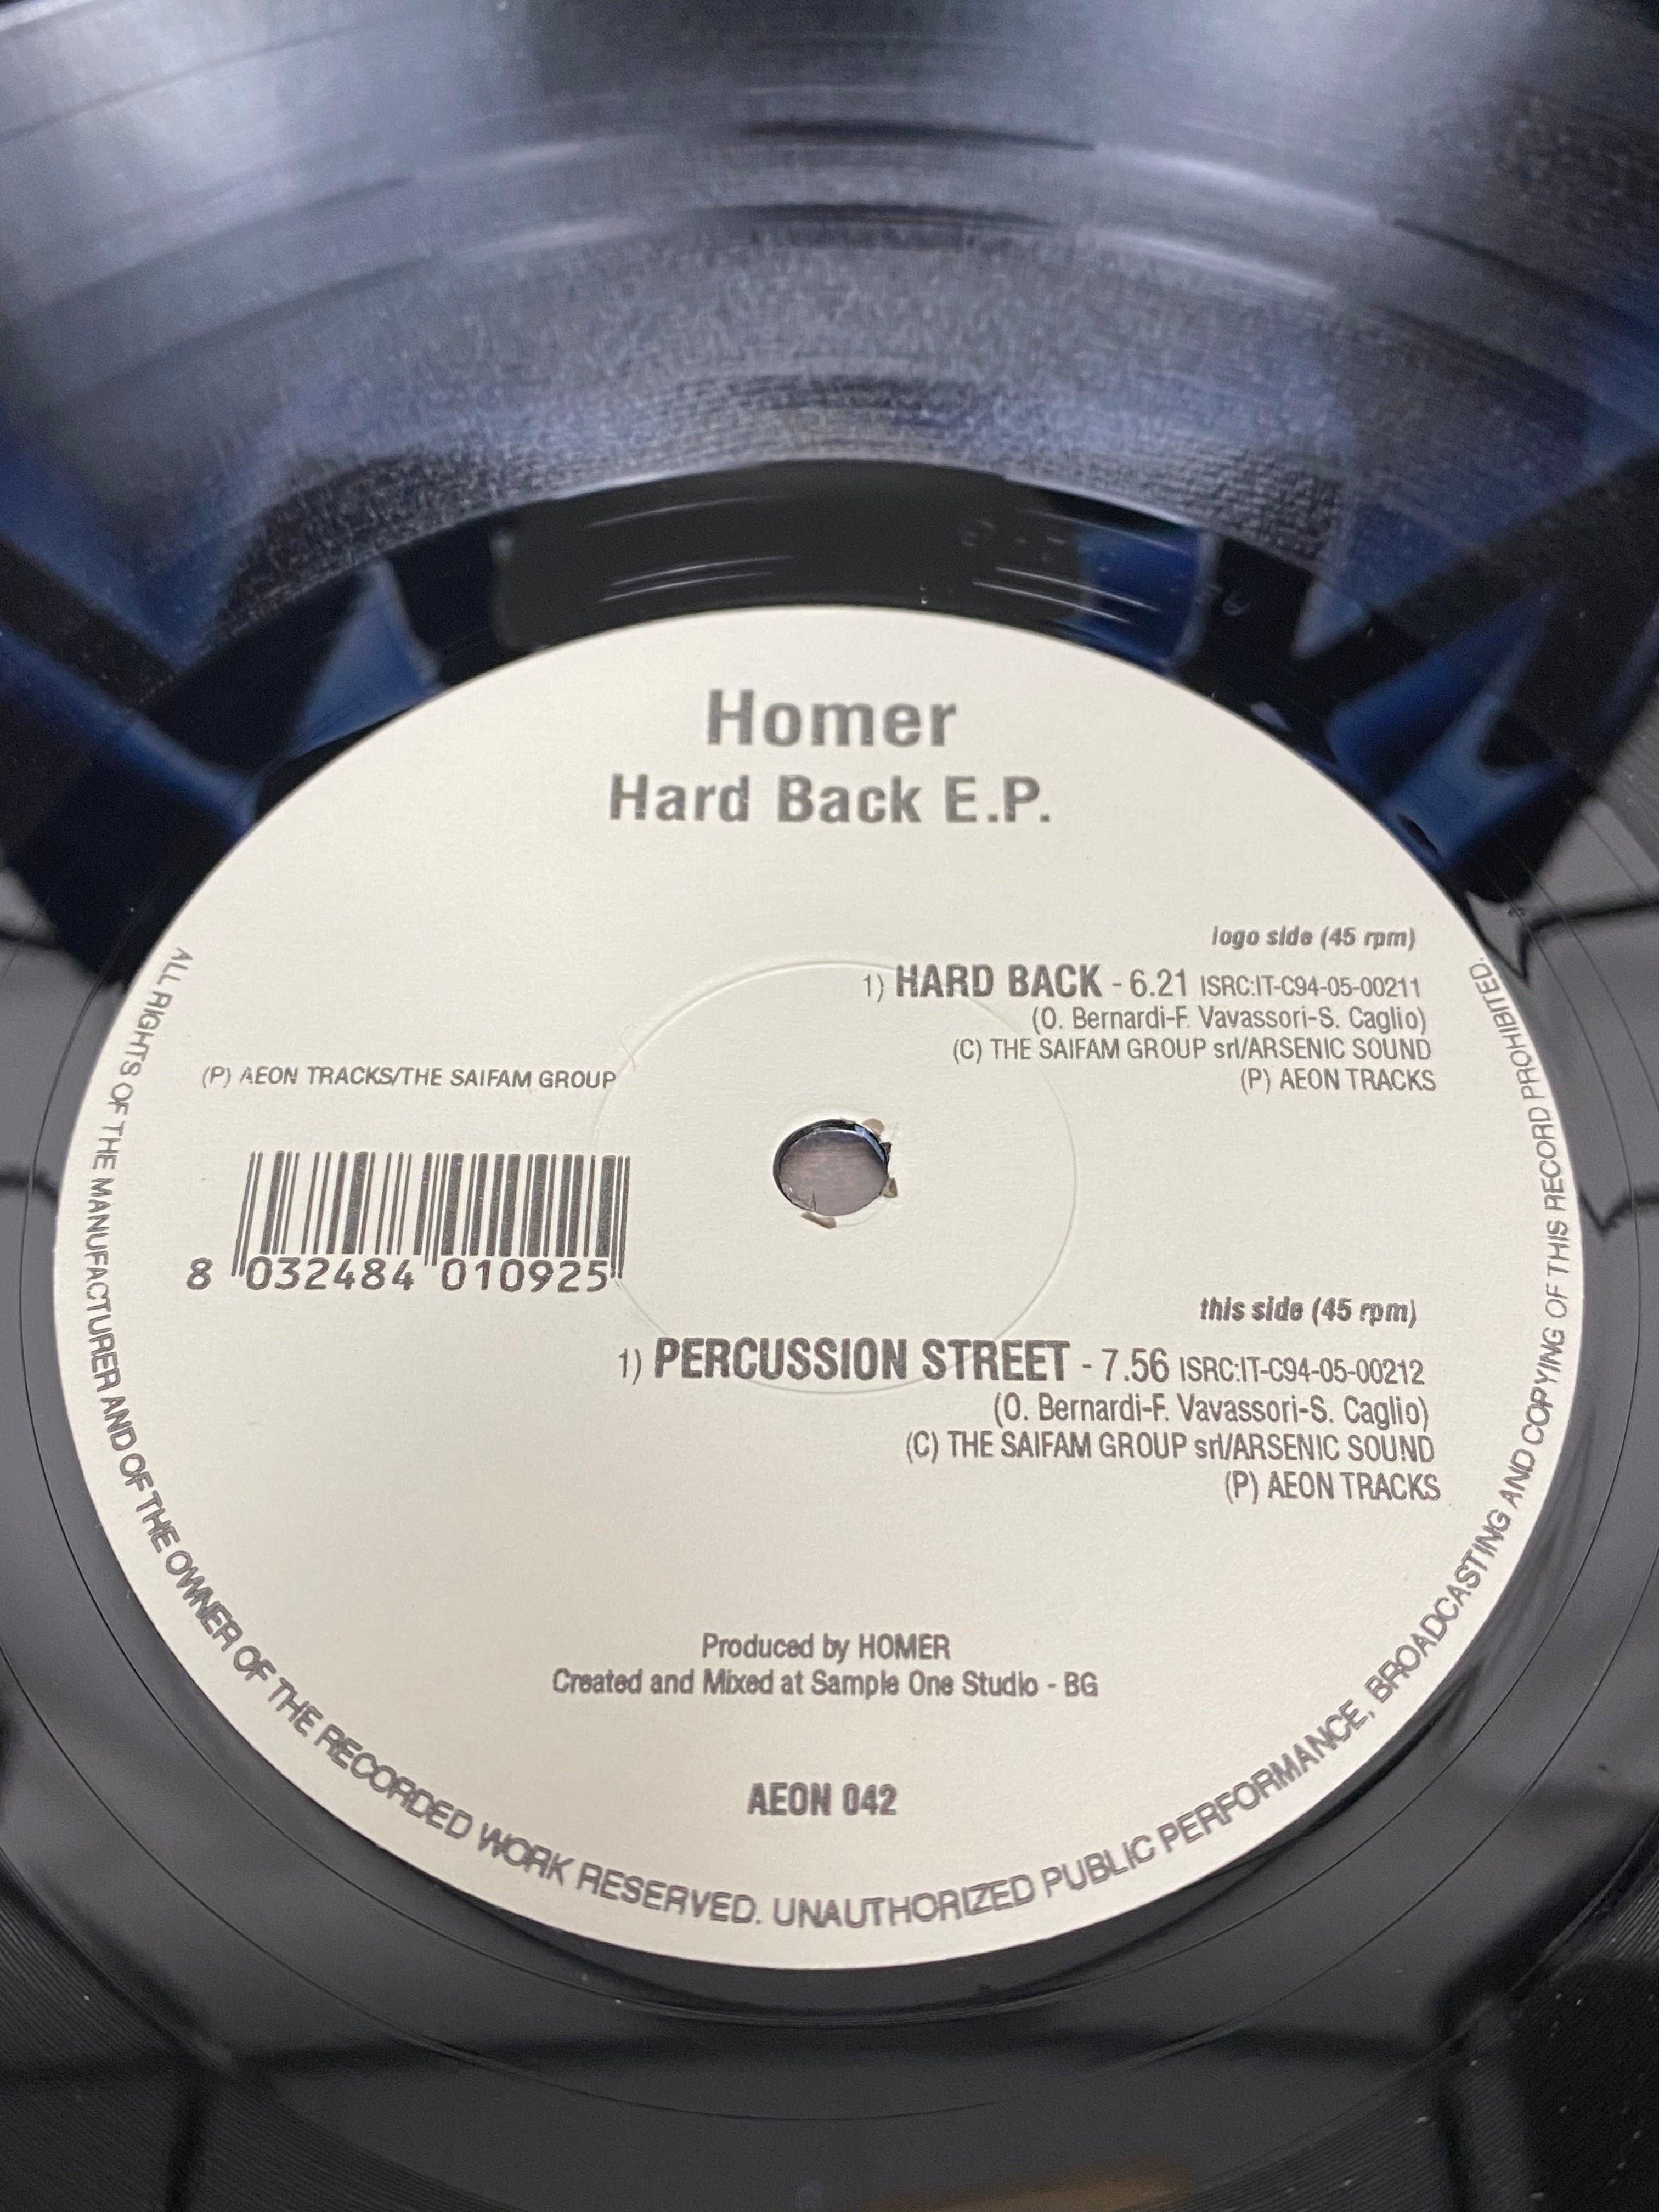 Homer
Hard Back E.P.
logo side (45 rpm)
1) HARD BACK - 6.21 ISRC:IT-C94-05-00211
(O. Bernardi-F. Vavassori-S. Caglio)
(C) THE SAIFAM GROUP srl/ARSENIC SOUND
(P) AEON TRACKS
(P) AEON TRACKS/THE SAIFAM GROUP
8 032484 010925
this side (45 rpm)
1) PERCUSSION STREET - 7.56 ISRC:IT-C94-05-00212
(O. Bernardi-F. Vavassori-S. Caglio)
(C) THE SAIFAM GROUP srl/ARSENIC SOUND
(P) AEON TRACKS
Produced by HOMER
Created and Mixed at Sample One Studio - BG
AEON 042
ALL RIGHTS OF THE MANUFACTURER AND OF THE OWNER OF THE RECORDED WORK RESERVED. UNAUTHORIZED PUBLIC PERFORMANCE, BROADCASTING AND COPYING OF THIS RECORD PROHIBITED.